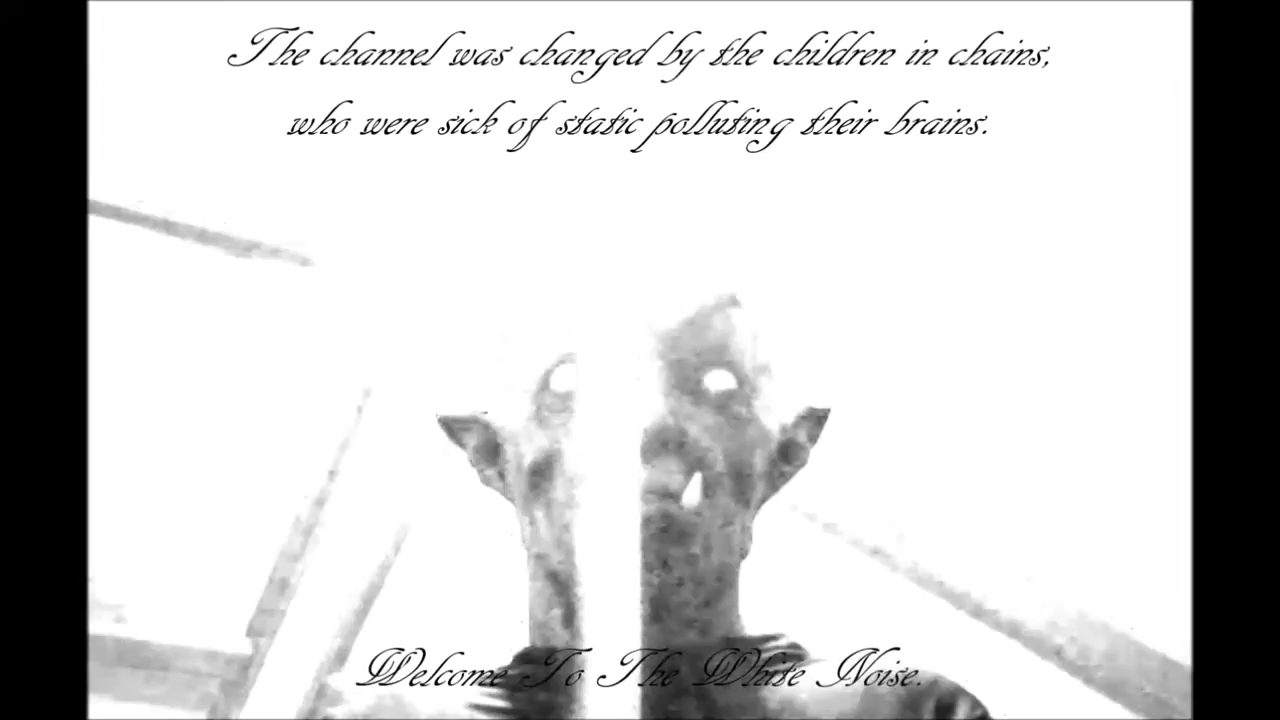 The channel was changed by the children in chains,
who were sick of static polluting their brains.
Welcome To The White Noise.